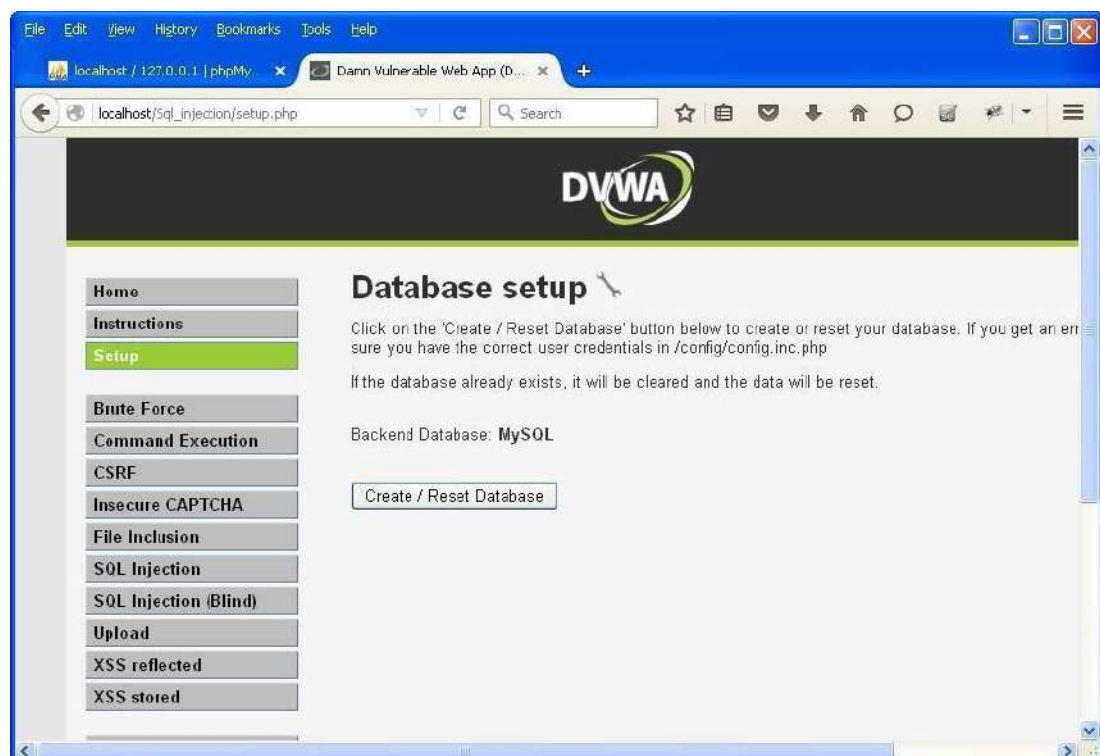 File Edit View History Bookmarks Tools Help
localhost / 127.0.0.1 | phpMy...
Damn Vulnerable Web App (D...
localhost/Sql_injection/setup.php
Search
DVWA
Home
Instructions
Setup
Brute Force
Command Execution
CSRF
Insecure CAPTCHA
File Inclusion
SQL Injection
SQL Injection (Blind)
Upload
XSS reflected
XSS stored
Database setup
Click on the 'Create / Reset Database' button below to create or reset your database. If you get an err
sure you have the correct user credentials in /config/config.inc.php
If the database already exists, it will be cleared and the data will be reset.
Backend Database: MySQL
Create / Reset Database